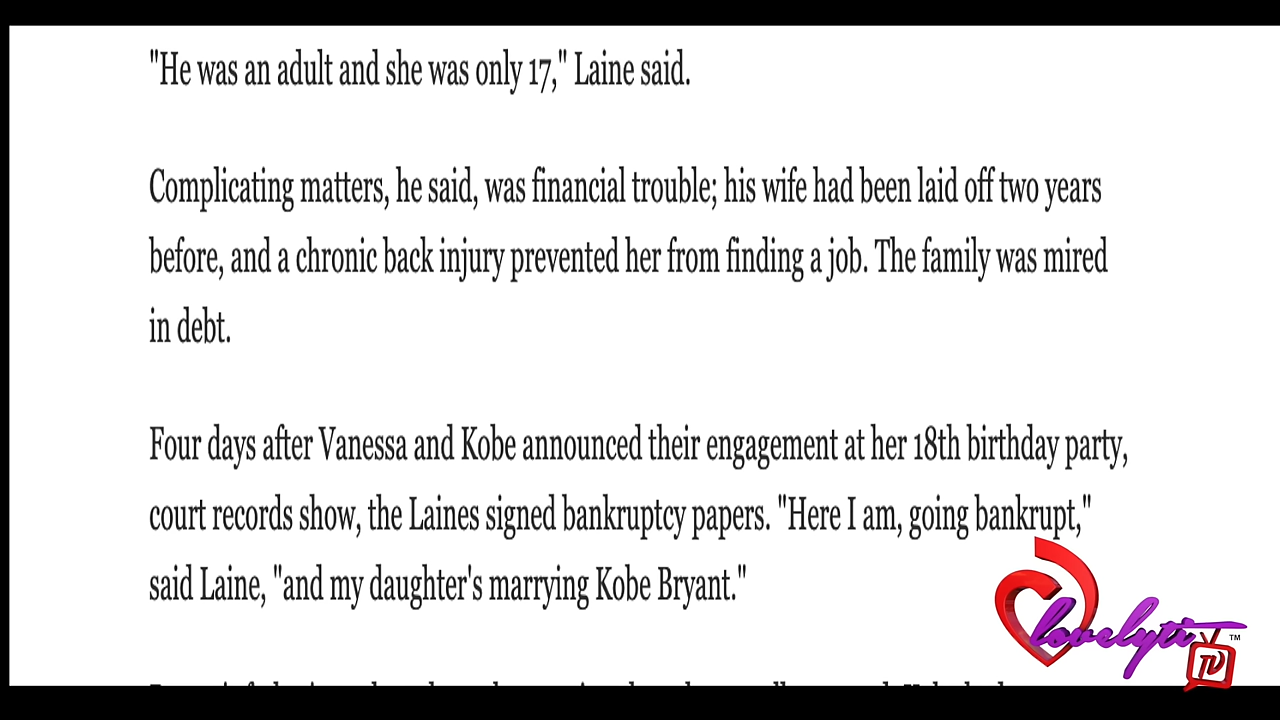 "He was an adult and she was only 17," Laine said.
Complicating matters, he said, was financial trouble; his wife had been laid off two years
before, and a chronic back injury prevented her from finding a job. The family was mired
in debt.
Four days after Vanessa and Kobe announced their engagement at her 18th birthday party,
court records show, the Laines signed bankruptcy papers. "Here I am, going bankrupt,"
said Laine, "and my daughter's marrying Kobe Bryant."
lovelyti TV ™